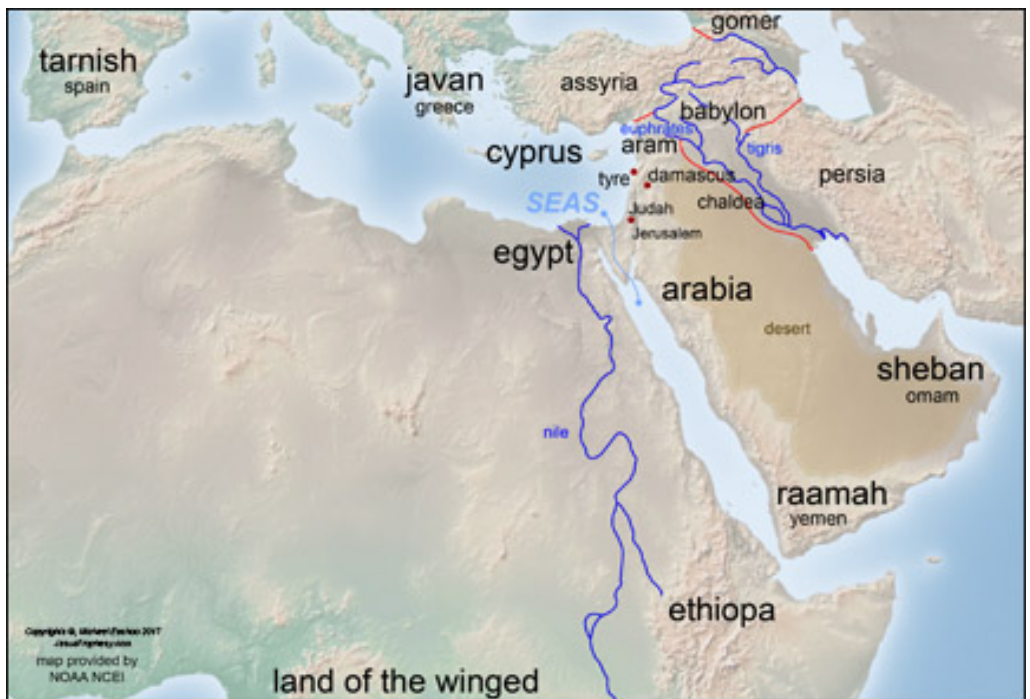 gomer
tarnish
spain
javan
greece
assyria
babylon
euphrates
tigris
aram
cyprus
persia
tyre
damascus
chaldea
SEAS
Judah
Jerusalem
egypt
arabia
desert
sheban
omam
nile
raamah
yemen
ethiopa
2017
map provided by
NOAA NCEI
land of the winged